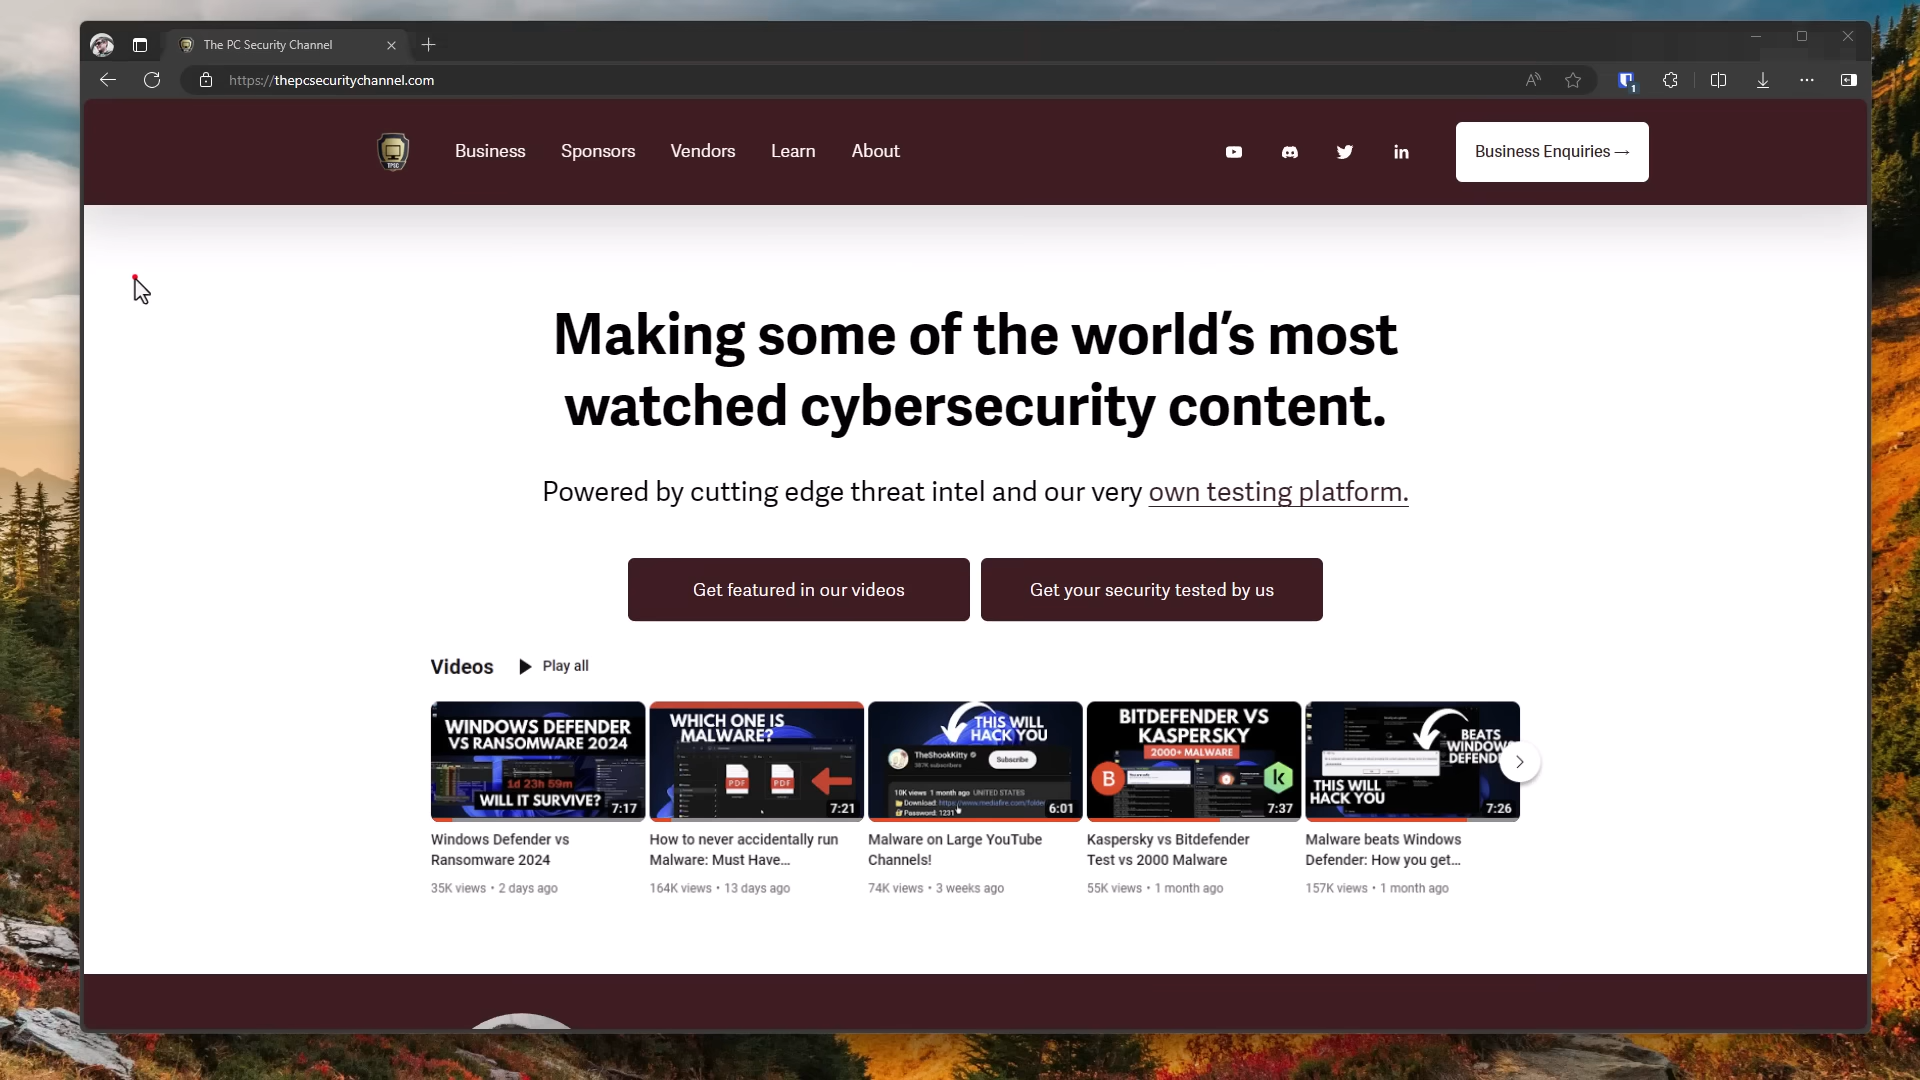 The PC Security Channel
https://thepcsecuritychannel.com
1
TPSC
Business Sponsors Vendors Learn About
Business Enquiries →
Making some of the world's most
watched cybersecurity content.
Powered by cutting edge threat intel and our very own testing platform.
Get featured in our videos
Get your security tested by us
Videos
Play all
WINDOWS DEFENDER
VS RANSOMWARE 2024
1d 23h 59m
WILL IT SURVIVE?
7:17
WHICH ONE IS
MALWARE?
PDF PDF
7:21
THIS WILL
HACK YOU
TheShookKitty
387K subscribers
Subscribe
10K views 1 month ago UNITED STATES
Download: https://www.mediafire.com/folder
Password: 1231
6:01
BITDEFENDER VS
KASPERSKY
2000+ MALWARE
B
k
7:37
BEATS
WINDOWS
DEFENDER
THIS WILL
HACK YOU
7:26
Windows Defender vs
Ransomware 2024
35K views • 2 days ago
How to never accidentally run
Malware: Must Have...
164K views • 13 days ago
Malware on Large YouTube
Channels!
74K views • 3 weeks ago
Kaspersky vs Bitdefender
Test vs 2000 Malware
55K views • 1 month ago
Malware beats Windows
Defender: How you get...
157K views • 1 month ago